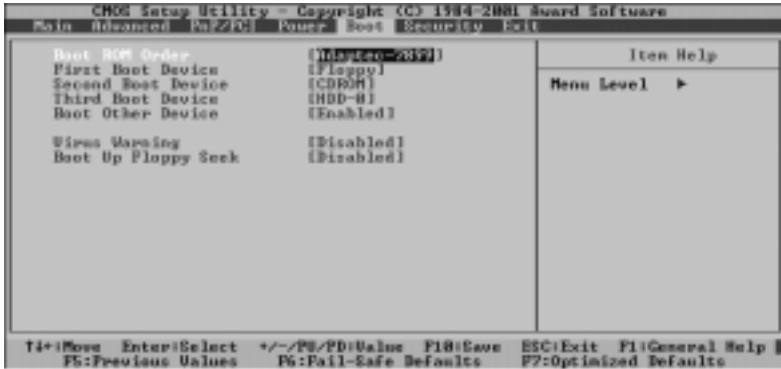 CMOS Setup Utility - Copyright (C) 1984-2001 Award Software
Main Advanced PnP/PCI Power Boot Security Exit
Boot ROM Order [Adaptec-7899]
First Boot Device [Floppy]
Second Boot Device [CDROM]
Third Boot Device [HDD-0]
Boot Other Device [Enabled]
Virus Warning [Disabled]
Boot Up Floppy Seek [Disabled]
Item Help
Menu Level ►
↑↓←:Move Enter:Select +/-/PU/PD:Value F10:Save ESC:Exit F1:General Help
F5:Previous Values F6:Fail-Safe Defaults F7:Optimized Defaults